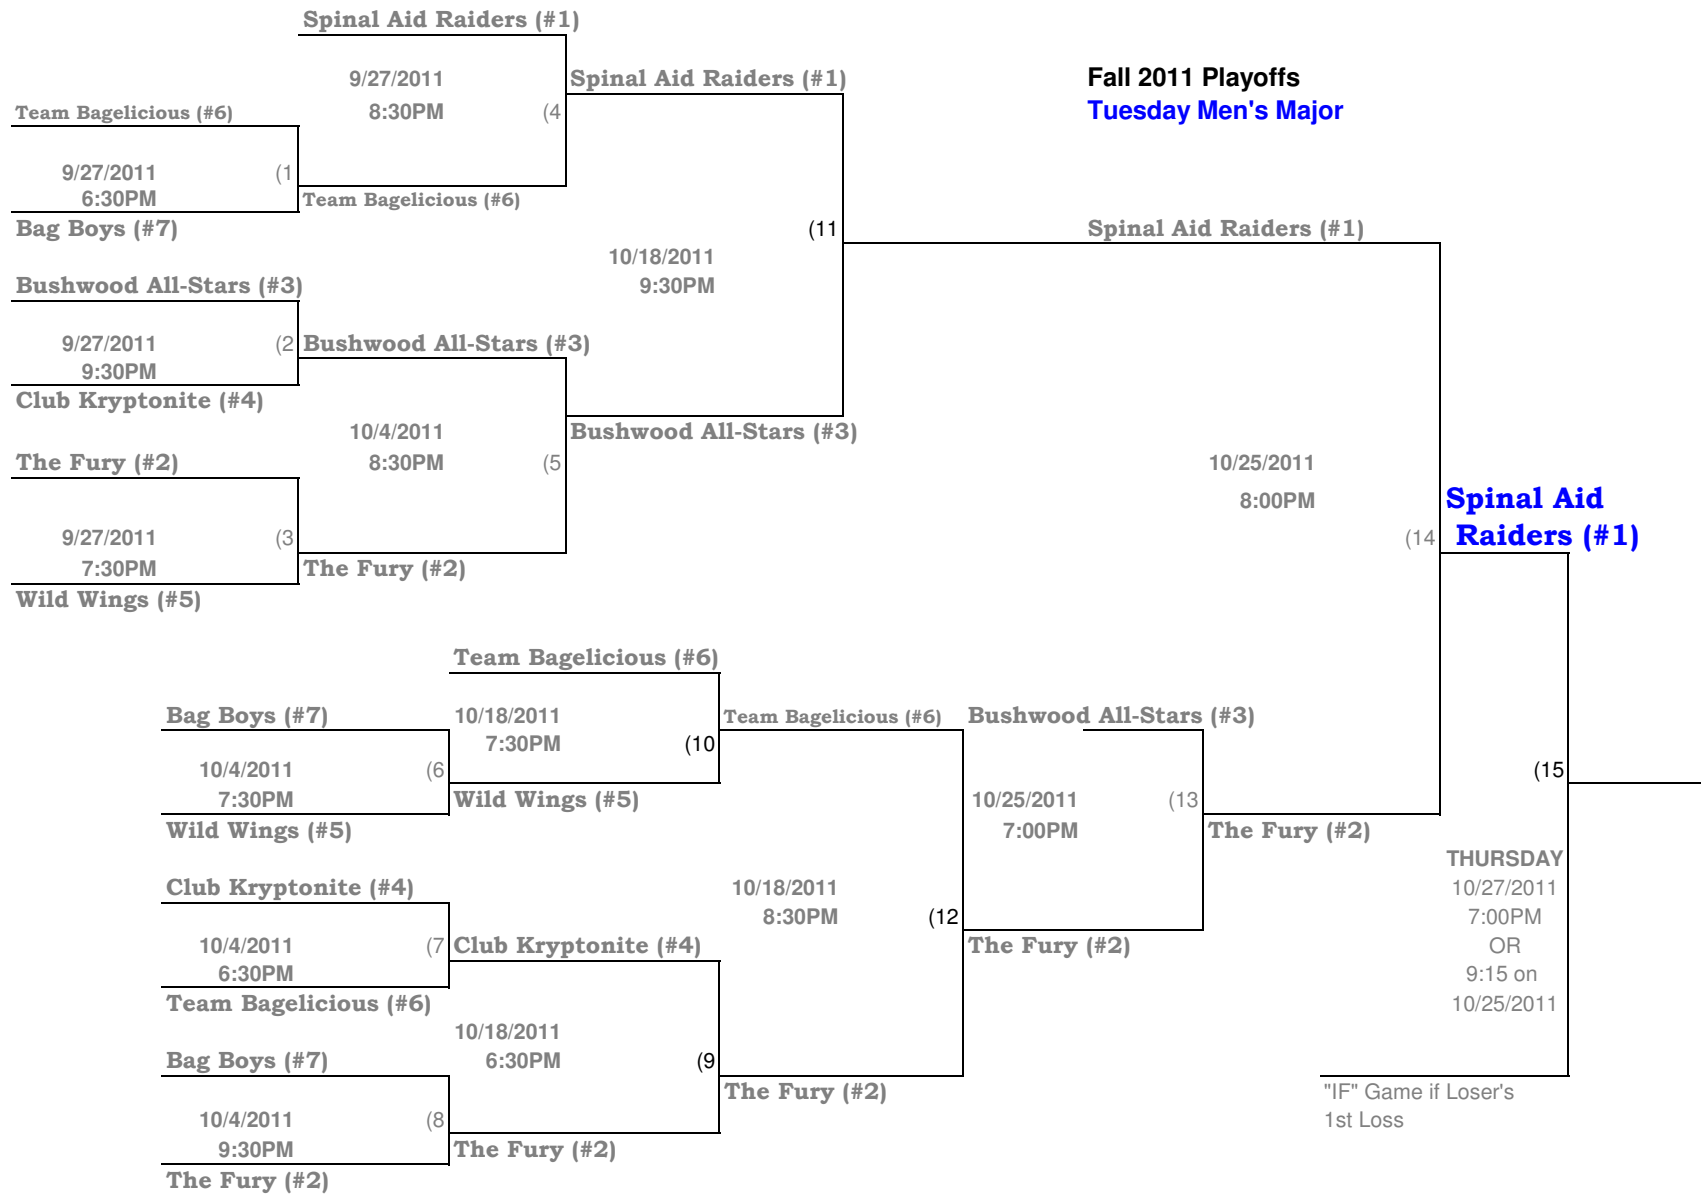 Spinal Aid Raiders (#1)
9/27/2011
Spinal Aid Raiders (#1)
Fall 2011 Playoffs
Team Bagelicious (#6)
8:30PM
(4
Tuesday Men's Major
9/27/2011
(1
6:30PM
Team Bagelicious (#6)
Bag Boys (#7)
(11
Spinal Aid Raiders (#1)
10/18/2011
Bushwood All-Stars (#3)
9:30PM
9/27/2011
(2
Bushwood All-Stars (#3)
9:30PM
Club Kryptonite (#4)
10/4/2011
Bushwood All-Stars (#3)
The Fury (#2)
8:30PM
(5
10/25/2011
8:00PM
Spinal Aid
Raiders (#1)
9/27/2011
(3
(14
7:30PM
The Fury (#2)
Wild Wings (#5)
Team Bagelicious (#6)
Bag Boys (#7)
10/18/2011
Team Bagelicious (#6)
Bushwood All-Stars (#3)
7:30PM
(10
10/4/2011
(6
(15
7:30PM
Wild Wings (#5)
10/25/2011
(13
Wild Wings (#5)
7:00PM
The Fury (#2)
THURSDAY
Club Kryptonite (#4)
10/18/2011
10/27/2011
8:30PM
(12
7:00PM
10/4/2011
(7
Club Kryptonite (#4)
The Fury (#2)
OR
6:30PM
9:15 on
Team Bagelicious (#6)
10/25/2011
10/18/2011
Bag Boys (#7)
6:30PM
(9
The Fury (#2)
"IF" Game if Loser's
10/4/2011
(8
1st Loss
9:30PM
The Fury (#2)
The Fury (#2)